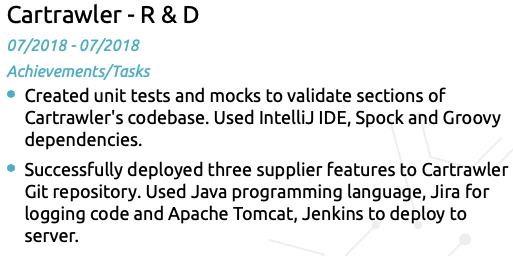 Cartrawler - R & D
07/2018 - 07/2018
Achievements/Tasks
Created unit tests and mocks to validate sections of
Cartrawler's codebase. Used IntelliJ IDE, Spock and Groovy
dependencies.
Successfully deployed three supplier features to Cartrawler
Git repository. Used Java programming language, Jira for
logging code and Apache Tomcat, Jenkins to deploy to
server.